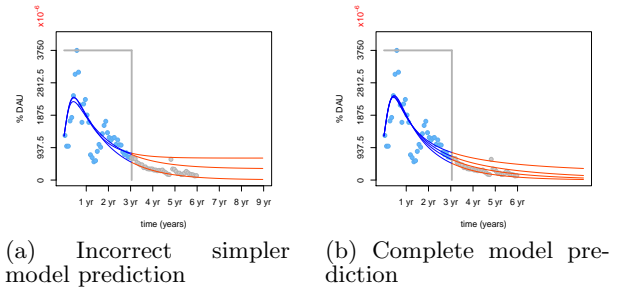 x10^-6
3750
2812.5
1875
937.5
0
% DAU
1 yr 2 yr 3 yr 4 yr 5 yr 6 yr 7 yr 8 yr 9 yr
time (years)
(a) Incorrect simpler
model prediction
x10^-6
3750
2812.5
1875
937.5
0
% DAU
1 yr 2 yr 3 yr 4 yr 5 yr 6 yr
time (years)
(b) Complete model pre-
diction